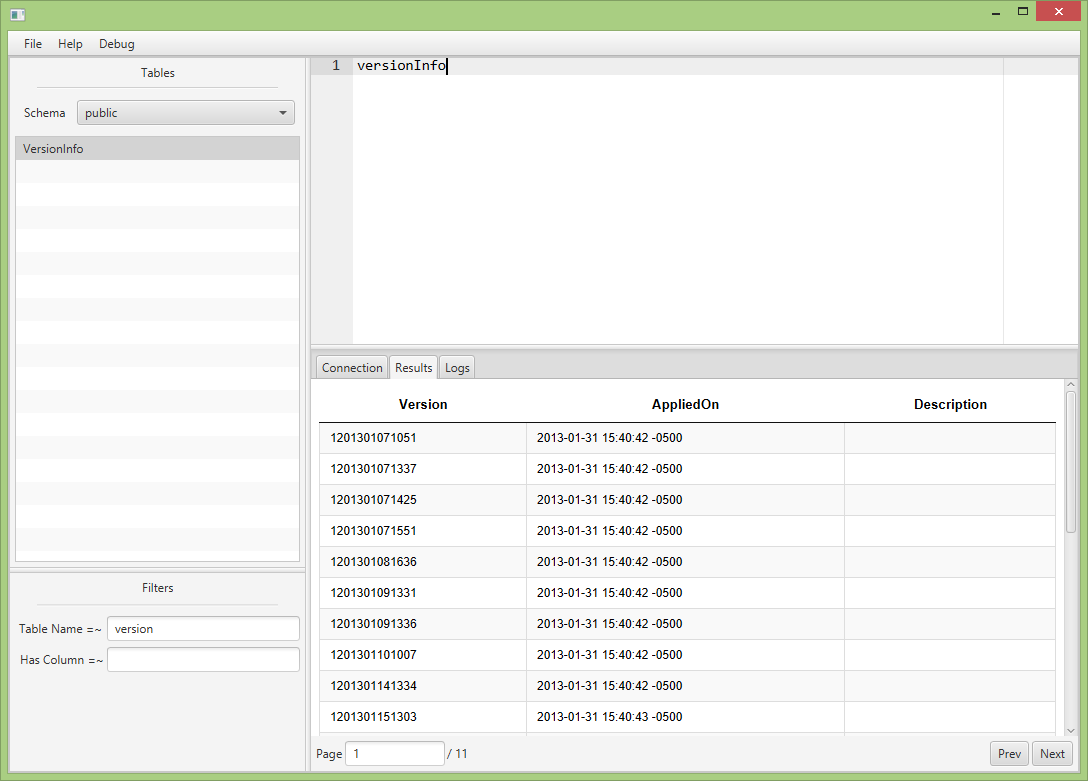 File Help Debug
Tables
Schema public
VersionInfo
Filters
Table Name =~ version
Has Column =~
1 versionInfo
Connection Results Logs
Version AppliedOn Description
1201301071051 2013-01-31 15:40:42 -0500
1201301071337 2013-01-31 15:40:42 -0500
1201301071425 2013-01-31 15:40:42 -0500
1201301071551 2013-01-31 15:40:42 -0500
1201301081636 2013-01-31 15:40:42 -0500
1201301091331 2013-01-31 15:40:42 -0500
1201301091336 2013-01-31 15:40:42 -0500
1201301101007 2013-01-31 15:40:42 -0500
1201301141334 2013-01-31 15:40:42 -0500
1201301151303 2013-01-31 15:40:43 -0500
Page 1 / 11 Prev Next